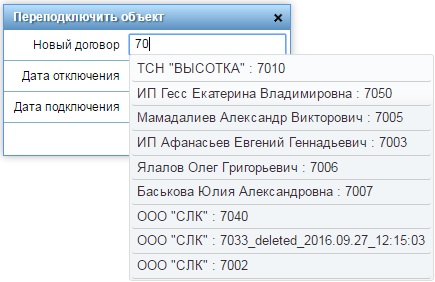 Переподключить объект ×
Новый договор 70
ТСН "ВЫСОТКА" : 7010
Дата отключения
ИП Гесс Екатерина Владимировна : 7050
Дата подключения
Мамадалиев Александр Викторович : 7005
ИП Афанасьев Евгений Геннадьевич : 7003
Ялалов Олег Григорьевич : 7006
Баськова Юлия Александровна : 7007
ООО "СЛК" : 7040
ООО "СЛК" : 7033_deleted_2016.09.27_12:15:03
ООО "СЛК" : 7002